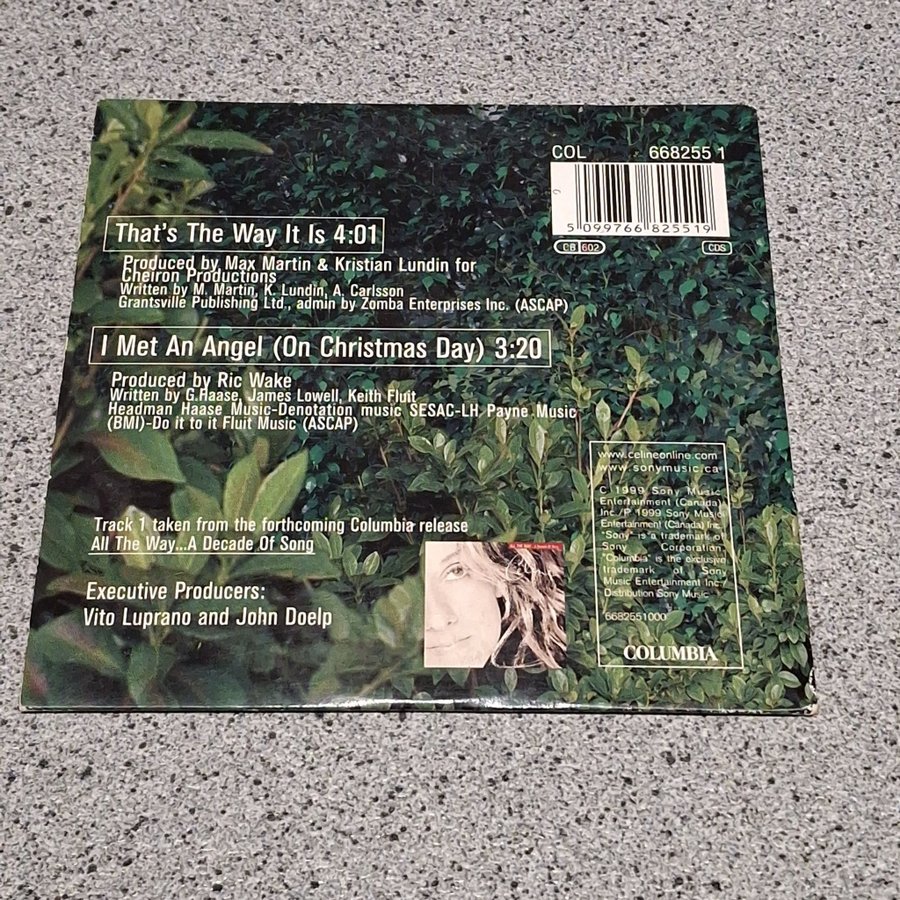 COL 668255 1
5 099766 825519
CB 602 CDS
That's The Way It Is 4:01
Produced by Max Martin & Kristian Lundin for
Cheiron Productions
Written by M. Martin, K. Lundin, A. Carlsson
Grantsville Publishing Ltd., admin by Zomba Enterprises Inc. (ASCAP)
I Met An Angel (On Christmas Day) 3:20
Produced by Ric Wake
Written by G.Haase, James Lowell, Keith Fluit
Headman Haase Music-Denotation music SESAC-LH Payne Music
(BMI)-Do it to it Fluit Music (ASCAP)
Track 1 taken from the forthcoming Columbia release
All The Way...A Decade Of Song
Executive Producers:
Vito Luprano and John Doelp
www.celineonline.com
www.sonymusic.ca
C 1999 Sony Music
Entertainment (Canada)
Inc./P 1999 Sony Music
Entertainment (Canada) Inc.
"Sony" is a trademark of
Sony Corporation.
"Columbia" is the exclusive
trademark of Sony
Music Entertainment Inc./
Distribution Sony Music
6682551000
COLUMBIA